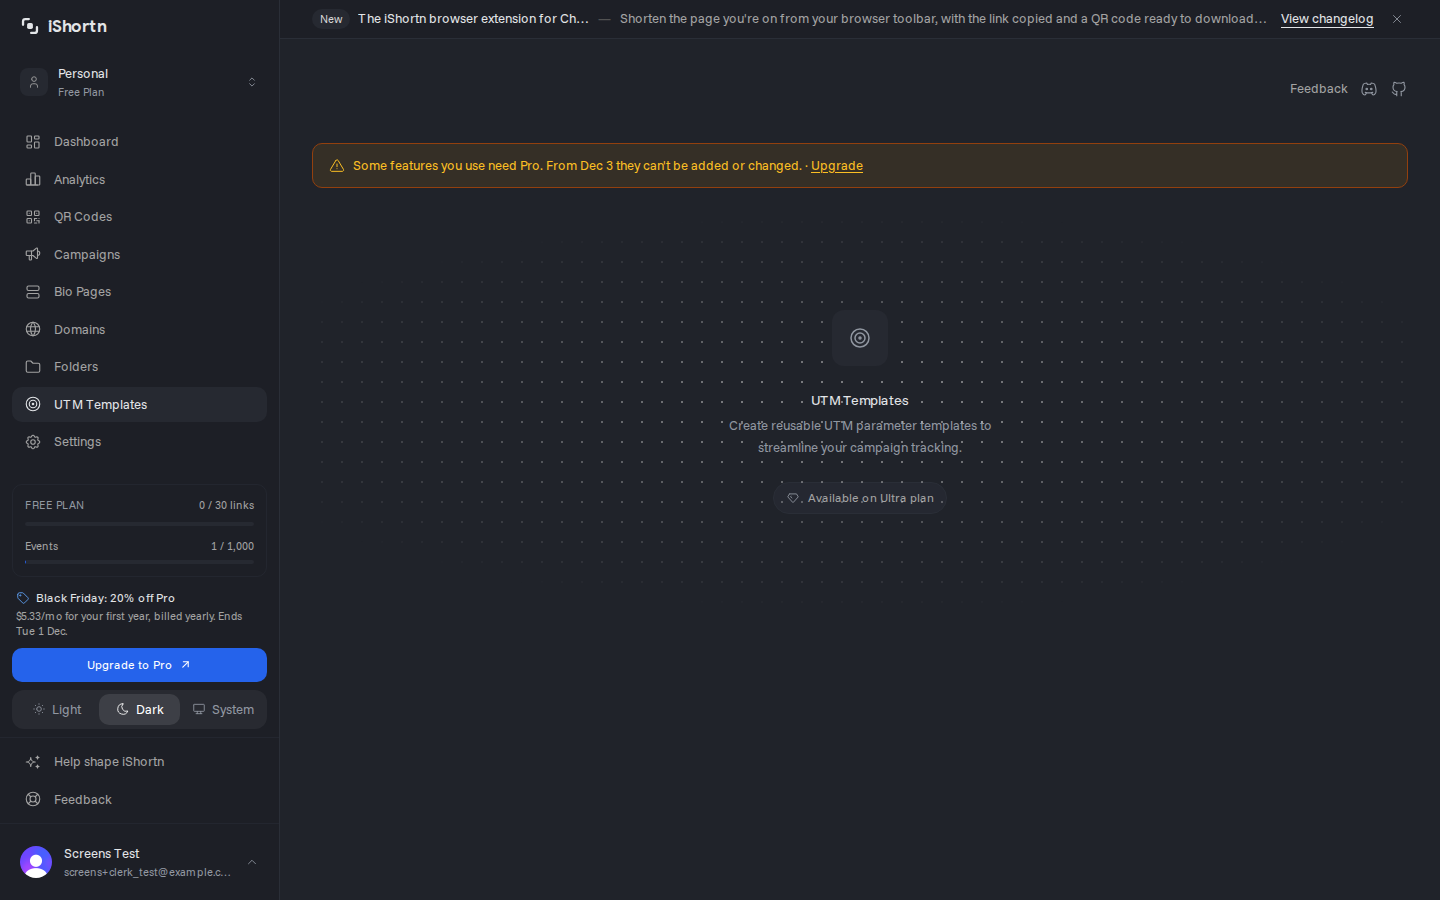 iShortn
Personal
Free Plan
Dashboard
Analytics
QR Codes
Campaigns
Bio Pages
Domains
Folders
UTM Templates
Settings
FREE PLAN 0 / 30 links
Events 1 / 1,000
Black Friday: 20% off Pro
$5.33/mo for your first year, billed yearly. Ends
Tue 1 Dec.
Upgrade to Pro
Light Dark System
Help shape iShortn
Feedback
Screens Test
screens+clerk_test@example.c...
New The iShortn browser extension for Ch... — Shorten the page you're on from your browser toolbar, with the link copied and a QR code ready to download... View changelog
Feedback
Some features you use need Pro. From Dec 3 they can't be added or changed. · Upgrade
UTM Templates
Create reusable UTM parameter templates to
streamline your campaign tracking.
Available on Ultra plan